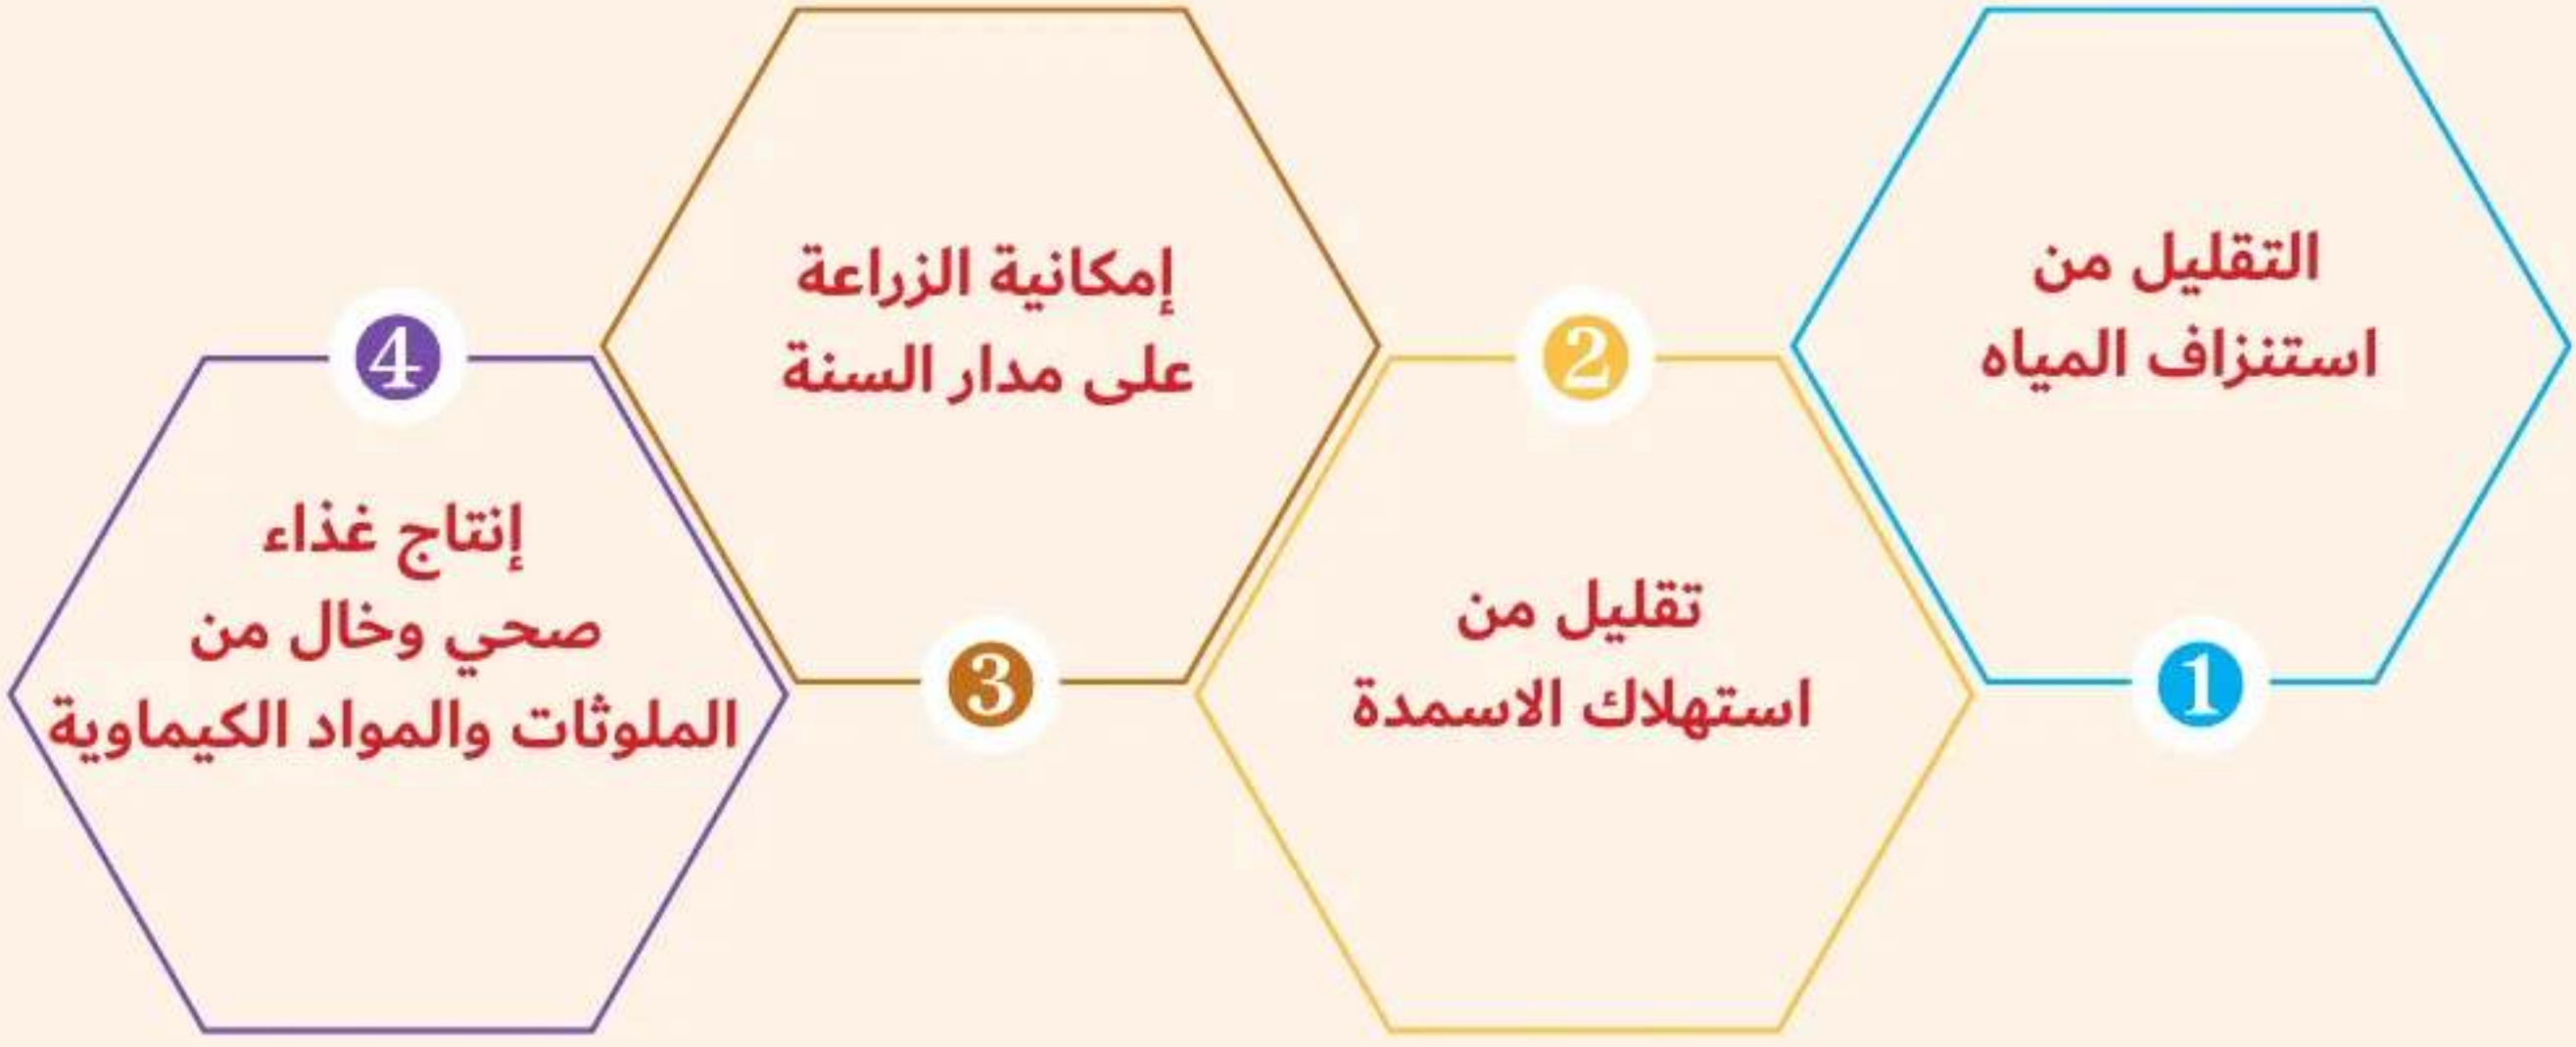 التقليل من
استنزاف المياه
1
2
تقليل من
استهلاك الاسمدة
إمكانية الزراعة
على مدار السنة
3
4
إنتاج غذاء
صحي وخال من
الملوثات والمواد الكيماوية